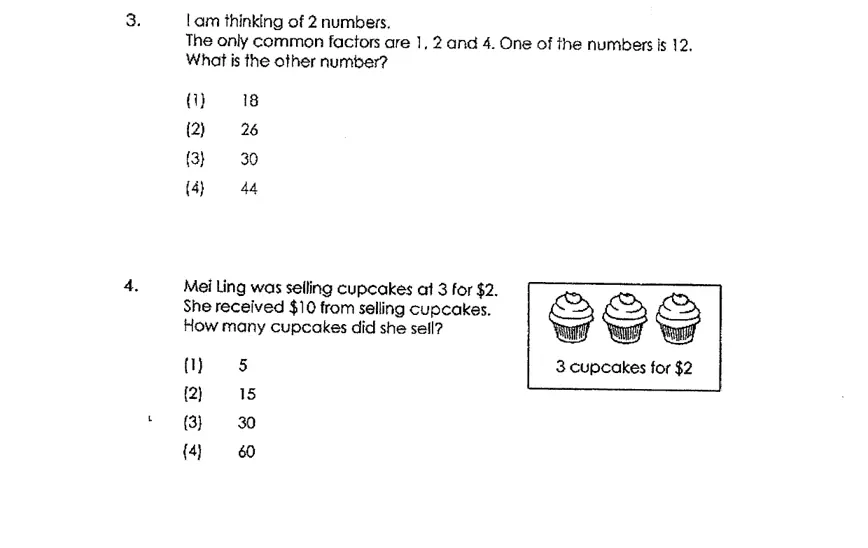 3. I am thinking of 2 numbers.
The only common factors are 1, 2 and 4. One of the numbers is 12.
What is the other number?
(1) 18
(2) 26
(3) 30
(4) 44
4. Mei Ling was selling cupcakes at 3 for $2.
She received $10 from selling cupcakes.
How many cupcakes did she sell?
3 cupcakes for $2
(1) 5
(2) 15
(3) 30
(4) 60